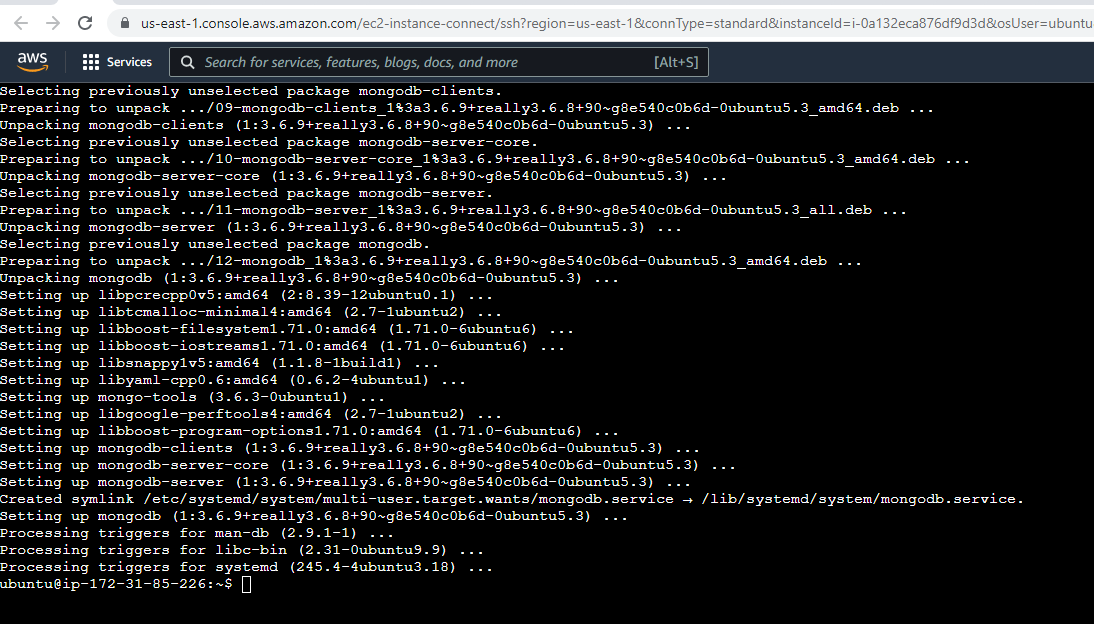 us-east-1.console.aws.amazon.com/ec2-instance-connect/ssh?region=us-east-1&connType=standard&instanceId=i-0a132eca876df9d3d&osUser=ubuntu
aws Services Search for services, features, blogs, docs, and more [Alt+S]
Selecting previously unselected package mongodb-clients.
Preparing to unpack .../09-mongodb-clients_1%3a3.6.9+really3.6.8+90~g8e540c0b6d-0ubuntu5.3_amd64.deb ...
Unpacking mongodb-clients (1:3.6.9+really3.6.8+90~g8e540c0b6d-0ubuntu5.3) ...
Selecting previously unselected package mongodb-server-core.
Preparing to unpack .../10-mongodb-server-core_1%3a3.6.9+really3.6.8+90~g8e540c0b6d-0ubuntu5.3_amd64.deb ...
Unpacking mongodb-server-core (1:3.6.9+really3.6.8+90~g8e540c0b6d-0ubuntu5.3) ...
Selecting previously unselected package mongodb-server.
Preparing to unpack .../11-mongodb-server_1%3a3.6.9+really3.6.8+90~g8e540c0b6d-0ubuntu5.3_all.deb ...
Unpacking mongodb-server (1:3.6.9+really3.6.8+90~g8e540c0b6d-0ubuntu5.3) ...
Selecting previously unselected package mongodb.
Preparing to unpack .../12-mongodb_1%3a3.6.9+really3.6.8+90~g8e540c0b6d-0ubuntu5.3_amd64.deb ...
Unpacking mongodb (1:3.6.9+really3.6.8+90~g8e540c0b6d-0ubuntu5.3) ...
Setting up libpcrecpp0v5:amd64 (2:8.39-12ubuntu0.1) ...
Setting up libtcmalloc-minimal4:amd64 (2.7-1ubuntu2) ...
Setting up libboost-filesystem1.71.0:amd64 (1.71.0-6ubuntu6) ...
Setting up libboost-iostreams1.71.0:amd64 (1.71.0-6ubuntu6) ...
Setting up libsnappy1v5:amd64 (1.1.8-1build1) ...
Setting up libyaml-cpp0.6:amd64 (0.6.2-4ubuntu1) ...
Setting up mongo-tools (3.6.3-0ubuntu1) ...
Setting up libgoogle-perftools4:amd64 (2.7-1ubuntu2) ...
Setting up libboost-program-options1.71.0:amd64 (1.71.0-6ubuntu6) ...
Setting up mongodb-clients (1:3.6.9+really3.6.8+90~g8e540c0b6d-0ubuntu5.3) ...
Setting up mongodb-server-core (1:3.6.9+really3.6.8+90~g8e540c0b6d-0ubuntu5.3) ...
Setting up mongodb-server (1:3.6.9+really3.6.8+90~g8e540c0b6d-0ubuntu5.3) ...
Created symlink /etc/systemd/system/multi-user.target.wants/mongodb.service → /lib/systemd/system/mongodb.service.
Setting up mongodb (1:3.6.9+really3.6.8+90~g8e540c0b6d-0ubuntu5.3) ...
Processing triggers for man-db (2.9.1-1) ...
Processing triggers for libc-bin (2.31-0ubuntu9.9) ...
Processing triggers for systemd (245.4-4ubuntu3.18) ...
ubuntu@ip-172-31-85-226:~$